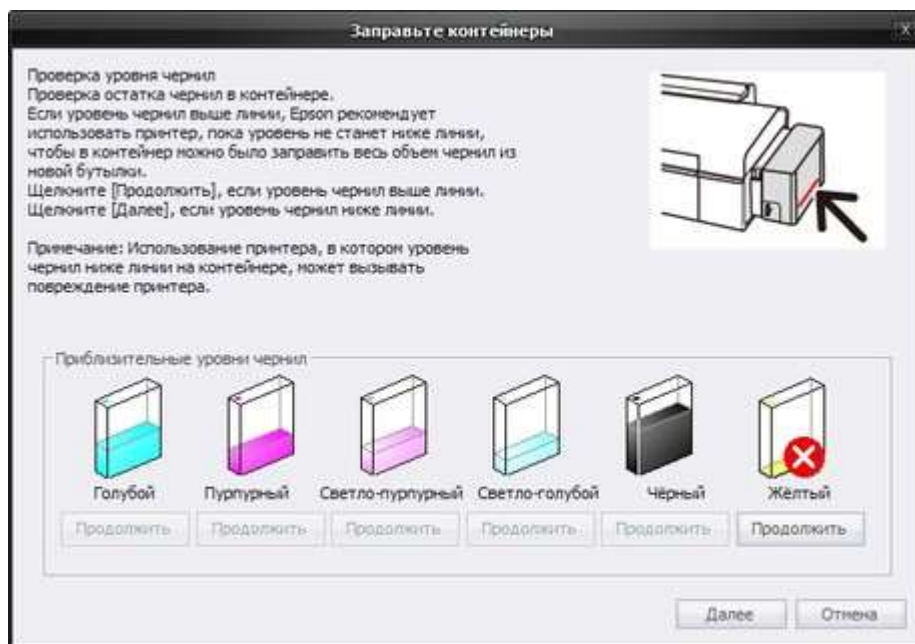 Заправьте контейнеры
X
Проверка уровня чернил
Проверка остатка чернил в контейнере.
Если уровень чернил выше линии, Epson рекомендует
использовать принтер, пока уровень не станет ниже линии,
чтобы в контейнер можно было заправить весь объем чернил из
новой бутылки.
Щелкните [Продолжить], если уровень чернил выше линии.
Щелкните [Далее], если уровень чернил ниже линии.
Примечание: Использование принтера, в котором уровень
чернил ниже линии на контейнере, может вызывать
повреждение принтера.
Приблизительные уровни чернил
Голубой Пурпурный Светло-пурпурный Светло-голубой Чёрный Жёлтый
Продолжить Продолжить Продолжить Продолжить Продолжить Продолжить
Далее Отмена